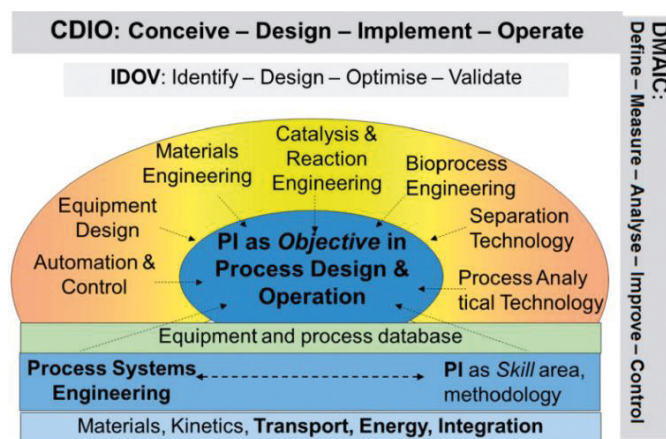 CDIO: Conceive – Design – Implement – Operate
IDOV: Identify – Design – Optimise – Validate
DMAIC:
Define – Measure – Analyse – Improve – Control
Catalysis &
Reaction
Engineering
Materials
Engineering
Bioprocess
Engineering
Equipment
Design
Separation
Technology
Automation &
Control
Process Analy
tical Technology
PI as Objective in
Process Design &
Operation
Equipment and process database
Process Systems
Engineering
PI as Skill area,
methodology
Materials, Kinetics, Transport, Energy, Integration